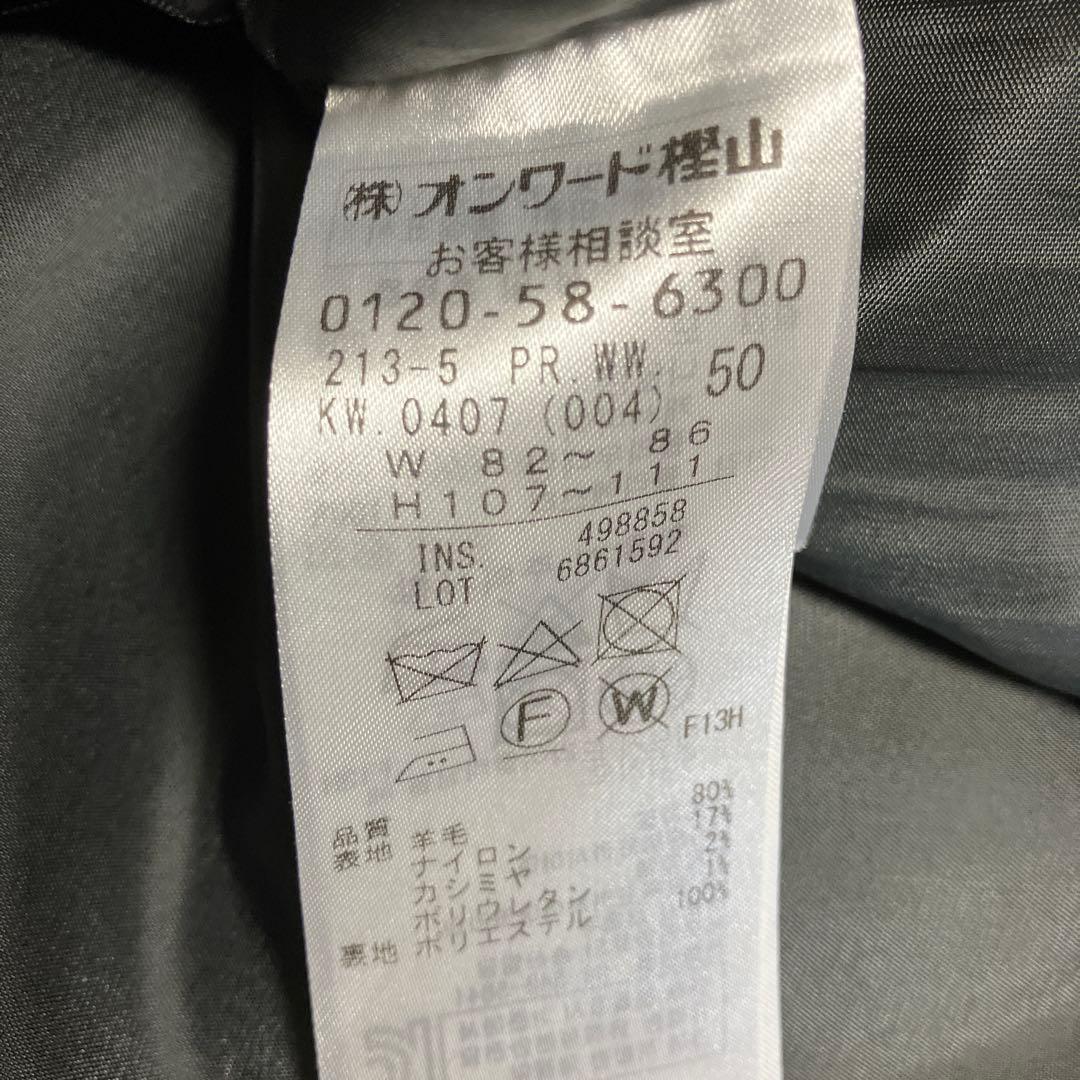 (株)オンワード樫山
お客様相談室
0120-58-6300
213-5 PR.WW. 50
KW.0407 (004)
W 82~ 86
H107~111
INS. 498858
LOT 6861592
F
W
F13H
品質
表地 羊毛 80%
ナイロン 17%
カシミヤ 2%
ポリウレタン 1%
裏地 ポリエステル 100%